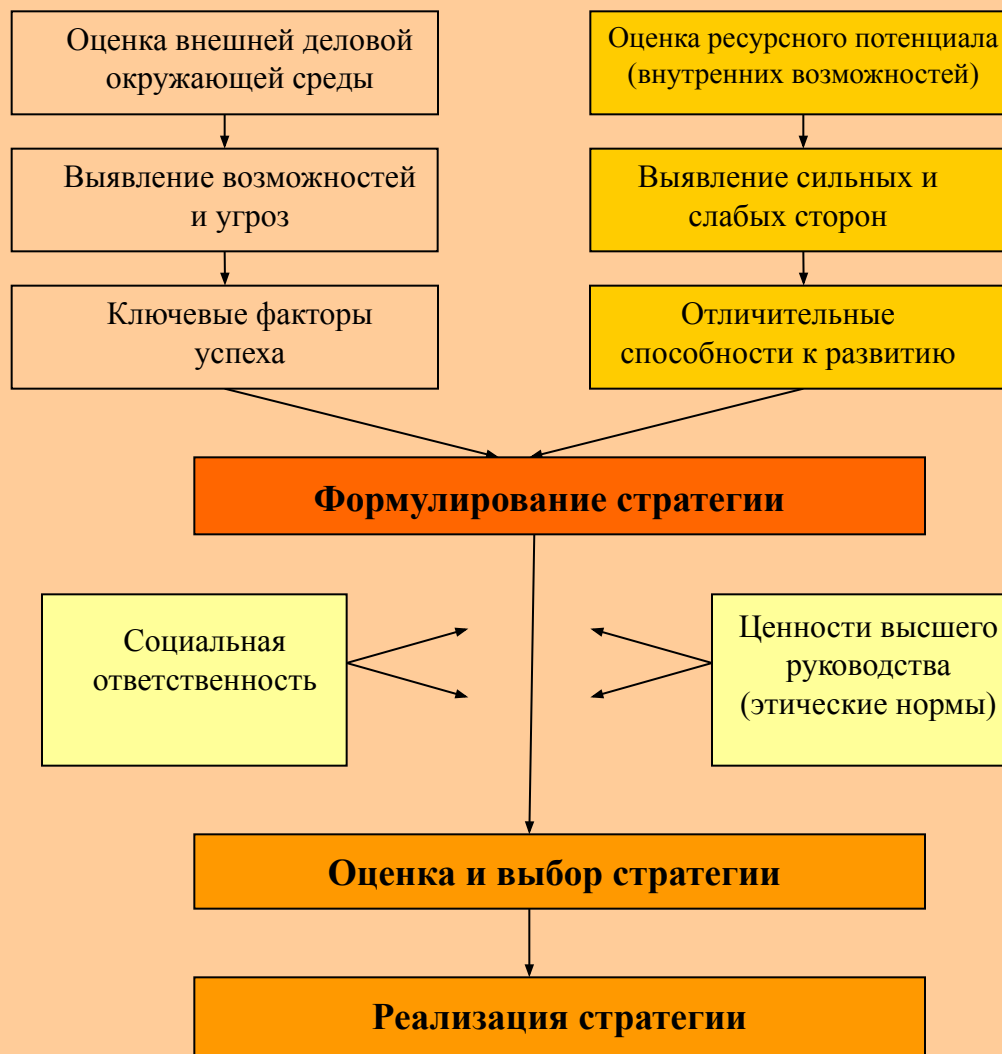 Оценка внешней деловой
окружающей среды
Оценка ресурсного потенциала
(внутренних возможностей)
Выявление возможностей
и угроз
Выявление сильных и
слабых сторон
Ключевые факторы
успеха
Отличительные
способности к развитию
Формулирование стратегии
Социальная
ответственность
Ценности высшего
руководства
(этические нормы)
Оценка и выбор стратегии
Реализация стратегии